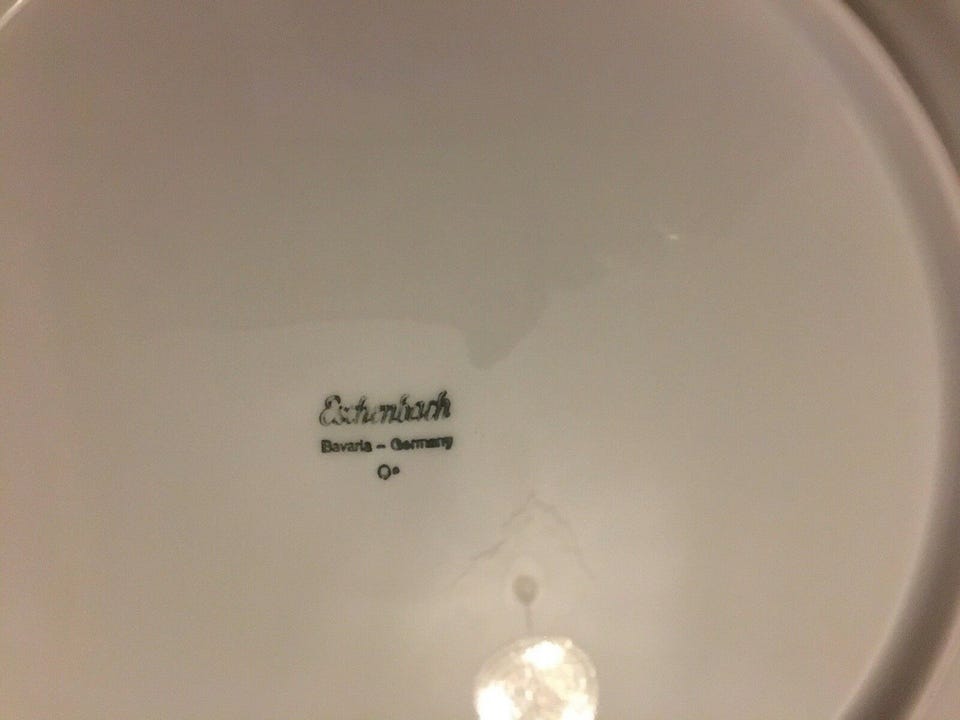 Eschenbach
Bavaria – Germany